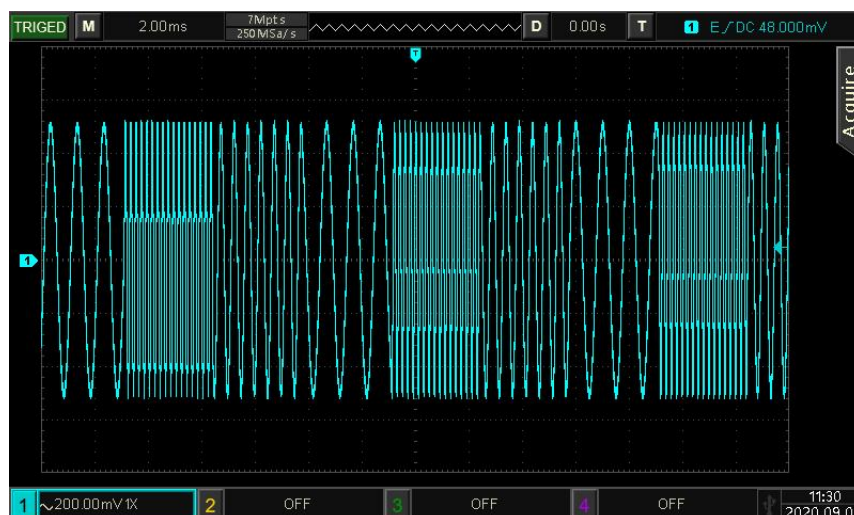 TRIGED M 2.00ms 7Mpts D 0.00s T 1 E DC 48.000mV
250MSa/s
T
Acquire
1
1 200.00mV 1X 2 OFF 3 OFF 4 OFF 11:30